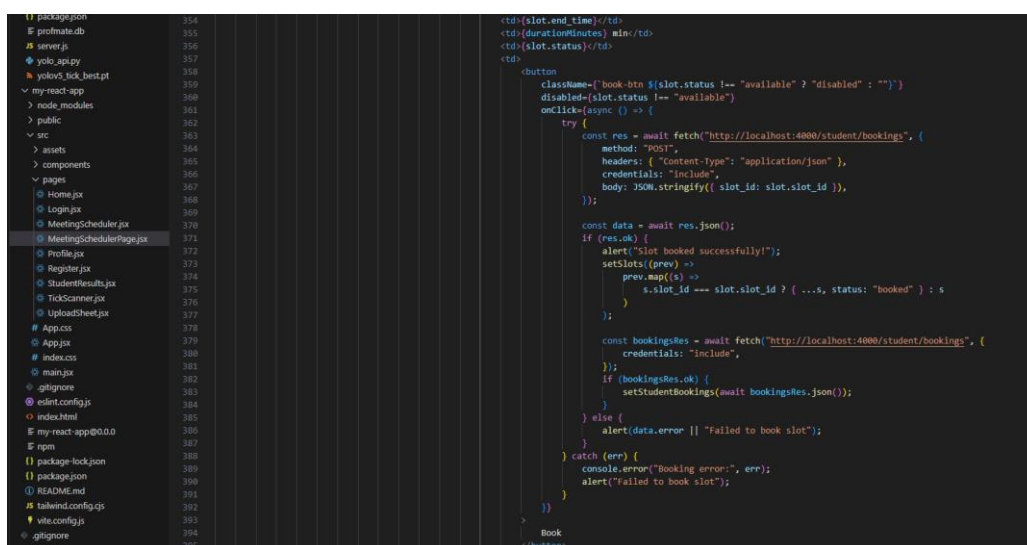 package.json
profmate.db
server.js
yolo_api.py
yolov5_tick_best.pt
my-react-app
node_modules
public
src
assets
components
pages
Home.jsx
Login.jsx
MeetingScheduler.jsx
MeetingSchedulerPage.jsx
Profile.jsx
Register.jsx
StudentResults.jsx
TickScanner.jsx
UploadSheet.jsx
App.css
App.jsx
index.css
main.jsx
.gitignore
eslint.config.js
index.html
my-react-app@0.0.0
npm
package-lock.json
package.json
README.md
tailwind.config.cjs
vite.config.js
.gitignore
354 <td>{slot.end_time}</td>
355 <td>{durationMinutes} min</td>
356 <td>{slot.status}</td>
357 <td>
358 <button
359 className={`book-btn ${slot.status !== "available" ? "disabled" : ""}`}
360 disabled={slot.status !== "available"}
361 onClick={async () => {
362 try {
363 const res = await fetch("http://localhost:4000/student/bookings", {
364 method: "POST",
365 headers: { "Content-Type": "application/json" },
366 credentials: "include",
367 body: JSON.stringify({ slot_id: slot.slot_id }),
368 });
369
370 const data = await res.json();
371 if (res.ok) {
372 alert("Slot booked successfully!");
373 setSlots((prev) =>
374 prev.map((s) =>
375 s.slot_id === slot.slot_id ? { ...s, status: "booked" } : s
376 )
377 );
378
379 const bookingsRes = await fetch("http://localhost:4000/student/bookings", {
380 credentials: "include",
381 });
382 if (bookingsRes.ok) {
383 setStudentBookings(await bookingsRes.json());
384 }
385 } else {
386 alert(data.error || "Failed to book slot");
387 }
388 } catch (err) {
389 console.error("Booking error:", err);
390 alert("Failed to book slot");
391 }
392 }}
393 >
394 Book